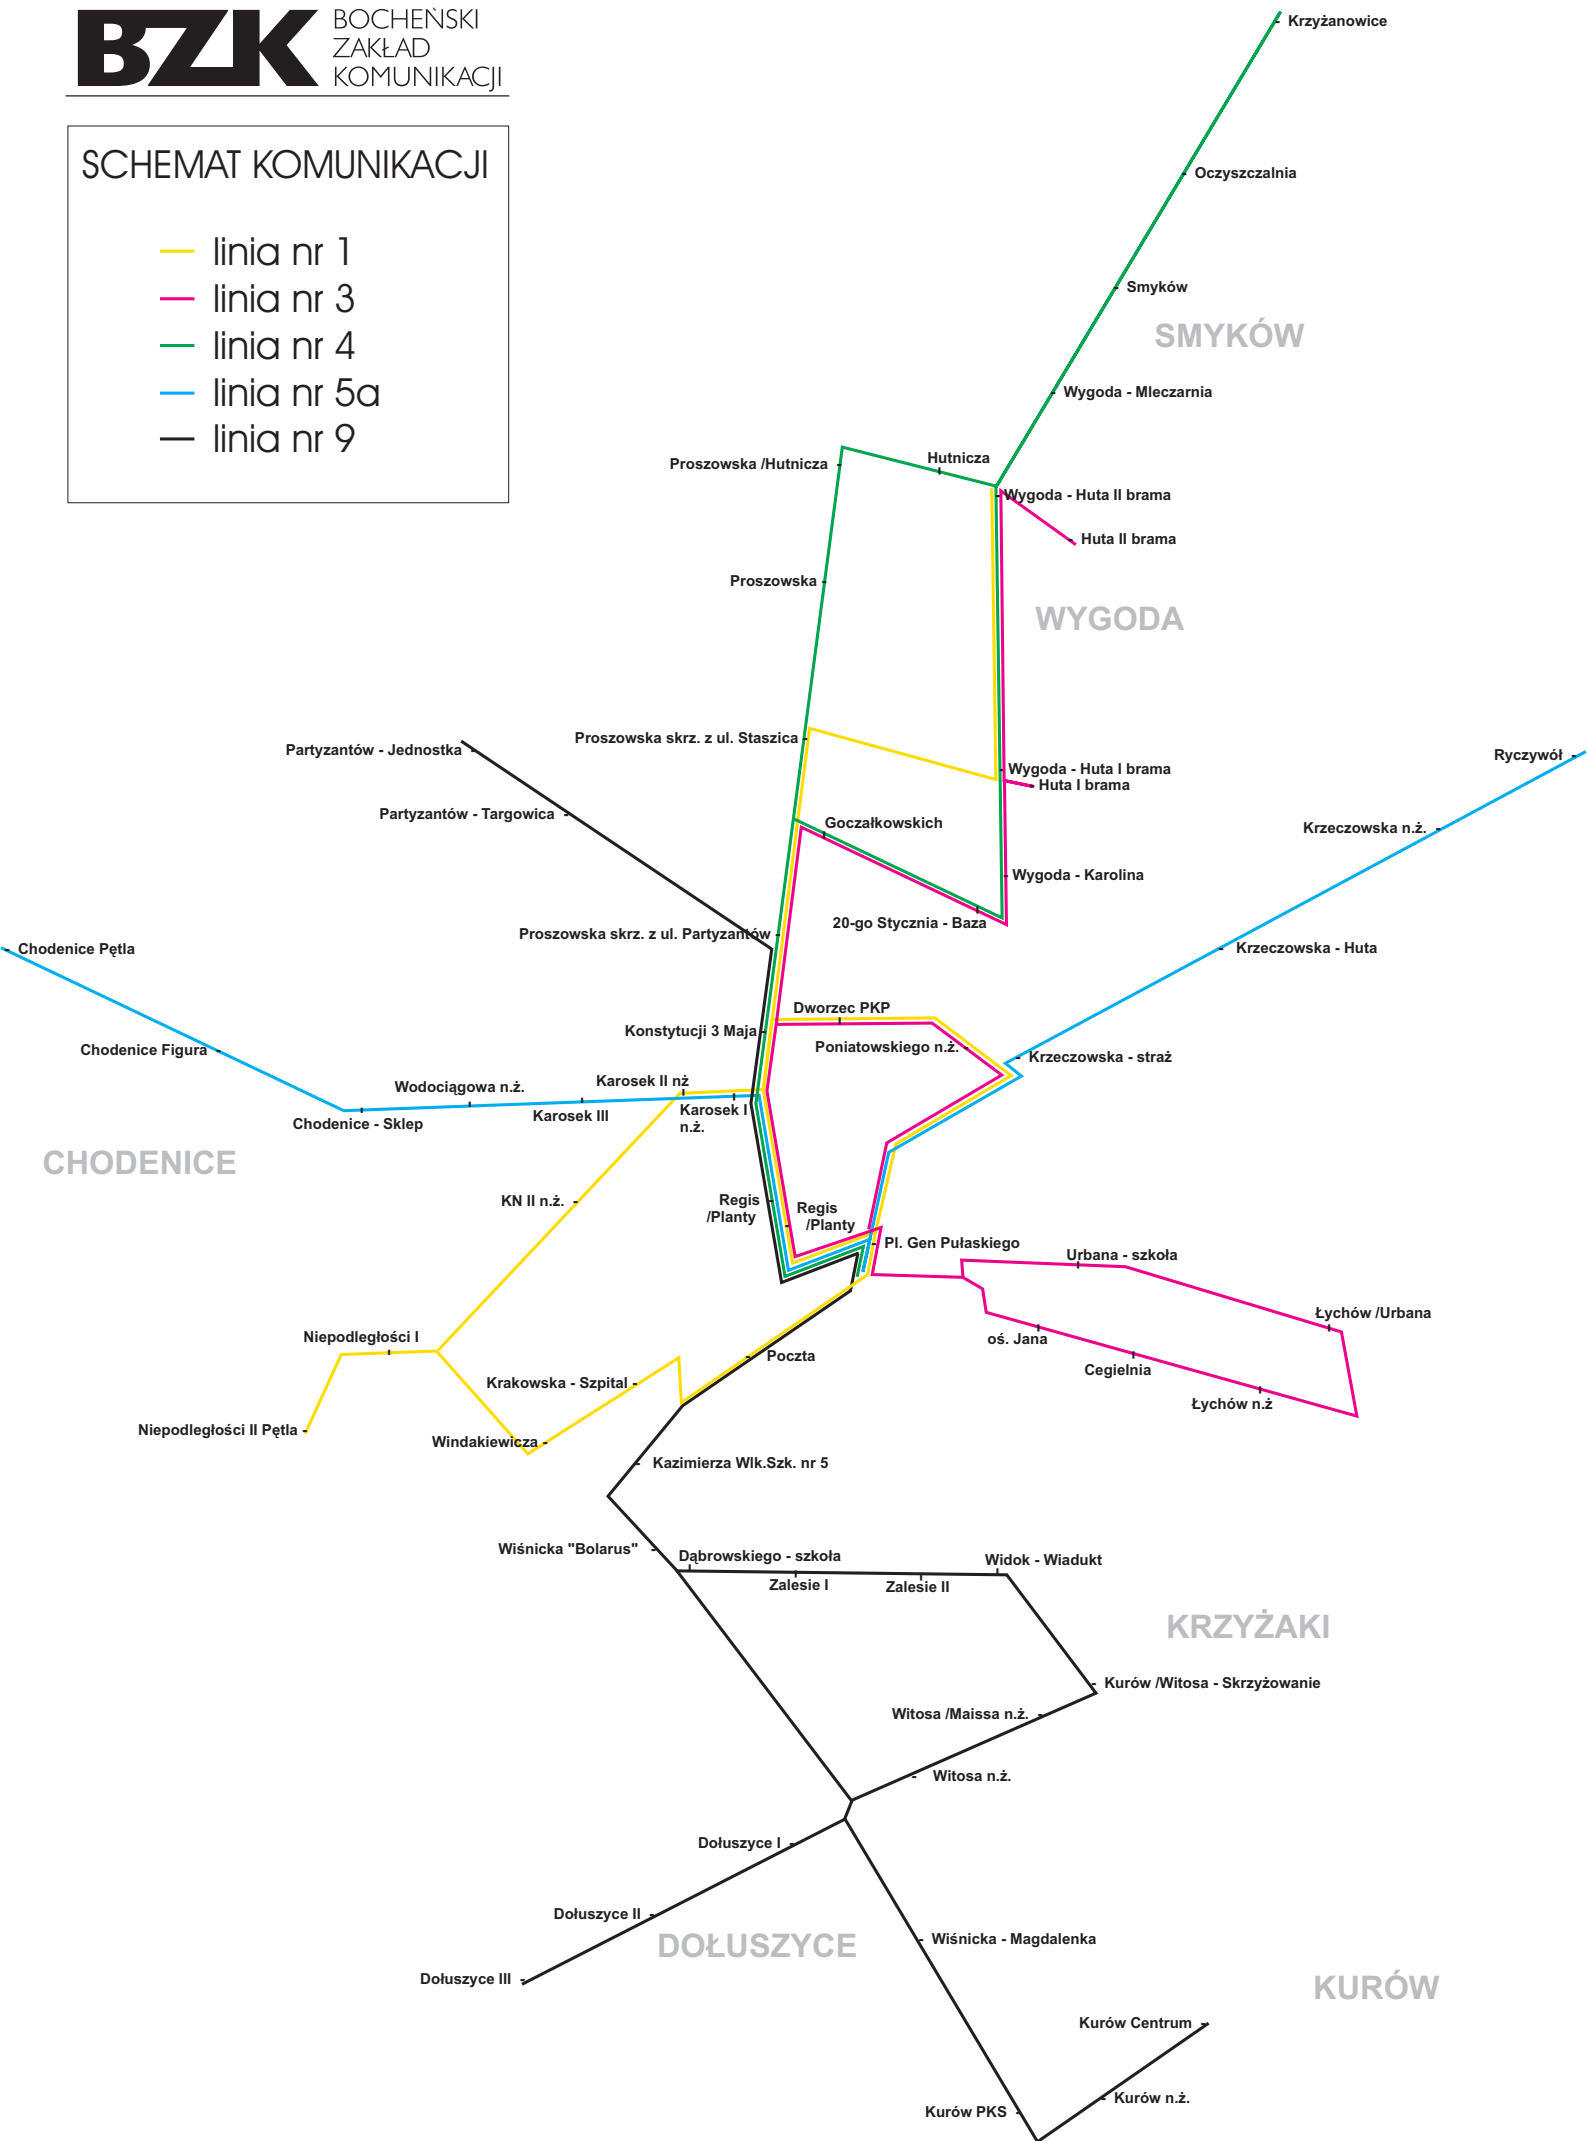 BZK
BOCHEŃSKI
ZAKŁAD
KOMUNIKACJI
SCHEMAT KOMUNIKACJI
linia nr 1
linia nr 3
linia nr 4
linia nr 5a
linia nr 9
Krzyżanowice
Oczyszczalnia
Smyków
SMYKÓW
Wygoda - Mleczarnia
Hutnicza
Proszowska /Hutnicza
Wygoda - Huta II brama
Huta II brama
Proszowska
WYGODA
Proszowska skrz. z ul. Staszica
Partyzantów - Jednostka
Ryczywół
Wygoda - Huta I brama
Huta I brama
Partyzantów - Targowica
Goczałkowskich
Krzeczowska n.ż.
Wygoda - Karolina
20-go Stycznia - Baza
Proszowska skrz. z ul. Partyzantów
Chodenice Pętla
Krzeczowska - Huta
Dworzec PKP
Konstytucji 3 Maja
Chodenice Figura
Poniatowskiego n.ż.
Krzeczowska - straż
Karosek II nż
Wodociągowa n.ż.
Karosek III
Karosek I
n.ż.
Chodenice - Sklep
CHODENICE
KN II n.ż.
Regis
/Planty
Regis
/Planty
Pl. Gen Pułaskiego
Urbana - szkoła
Łychów /Urbana
Niepodległości I
oś. Jana
Poczta
Cegielnia
Krakowska - Szpital
Łychów n.ż
Niepodległości II Pętla
Windakiewicza
Kazimierza Wlk.Szk. nr 5
Wiśnicka "Bolarus"
Dąbrowskiego - szkoła
Widok - Wiadukt
Zalesie I
Zalesie II
KRZYŻAKI
Kurów /Witosa - Skrzyżowanie
Witosa /Maissa n.ż.
Witosa n.ż.
Dołuszyce I
Dołuszyce II
DOŁUSZYCE
Wiśnicka - Magdalenka
Dołuszyce III
KURÓW
Kurów Centrum
Kurów n.ż.
Kurów PKS